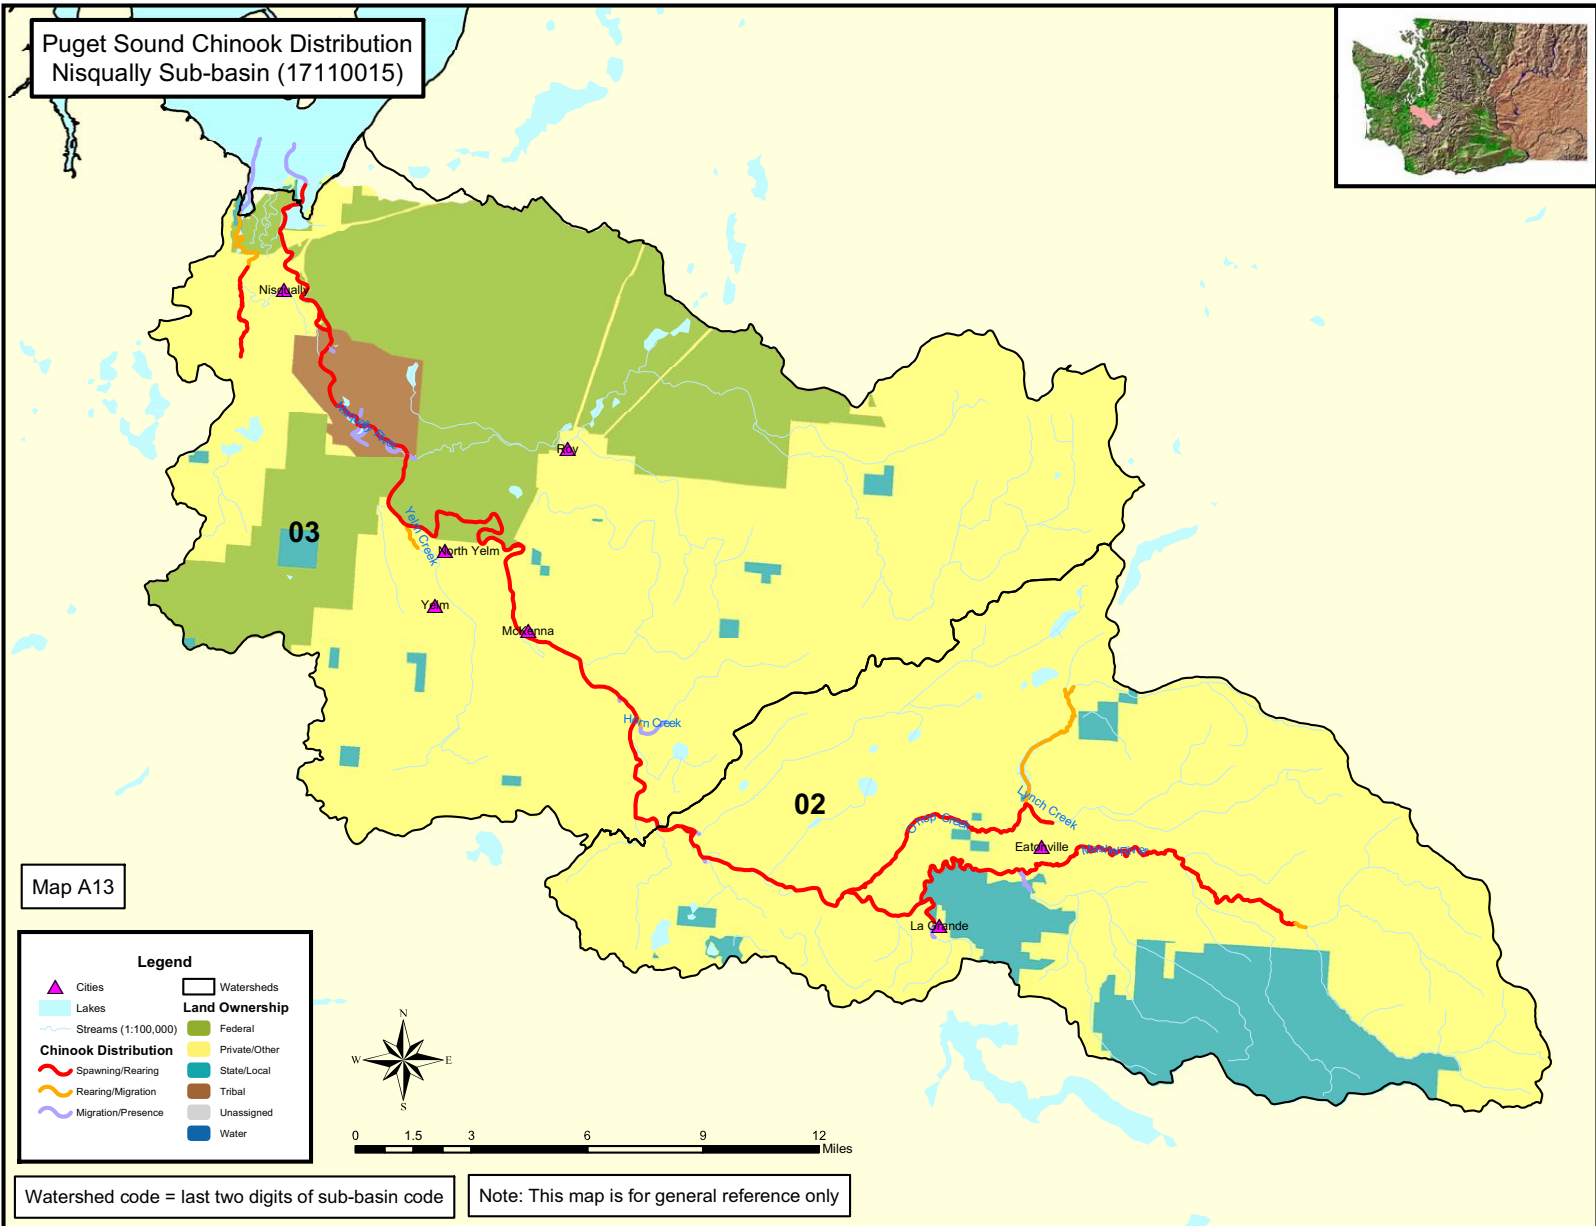 Puget Sound Chinook Distribution
Nisqually Sub-basin (17110015)
Nisqually
Roy
03
Yelm Creek
North Yelm
Yelm
McKenna
Horn Creek
02
Lynch Creek
Ohop Creek
Eatonville
La Grande
Map A13
Legend
Cities
Lakes
Streams (1:100,000)
Chinook Distribution
Spawning/Rearing
Rearing/Migration
Migration/Presence
Watersheds
Land Ownership
Federal
Private/Other
State/Local
Tribal
Unassigned
Water
N
W E
S
0 1.5 3 6 9 12
Miles
Watershed code = last two digits of sub-basin code
Note: This map is for general reference only